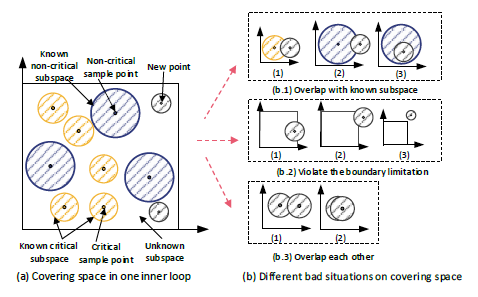 Known
non-critical
subspace
Non-critical
sample point
New point
Known critical
subspace
Critical
sample point
Unknown
subspace
(a) Covering space in one inner loop
(1)
(2)
(3)
(b.1) Overlap with known subspace
(1)
(2)
(3)
(b.2) Violate the boundary limitation
(1)
(2)
(b.3) Overlap each other
(b) Different bad situations on covering space